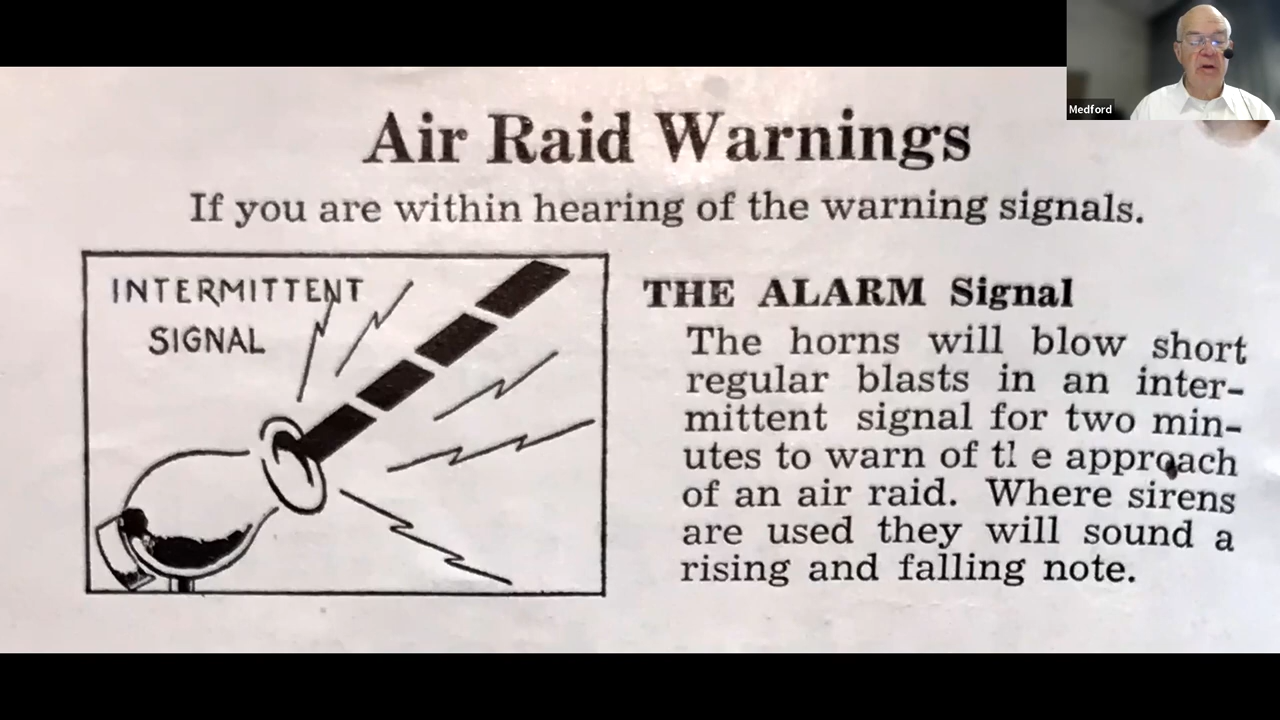 Medford
Air Raid Warnings
If you are within hearing of the warning signals.
INTERMITTENT
SIGNAL
THE ALARM Signal
The horns will blow short
regular blasts in an inter-
mittent signal for two min-
utes to warn of tl e approach
of an air raid. Where sirens
are used they will sound a
rising and falling note.